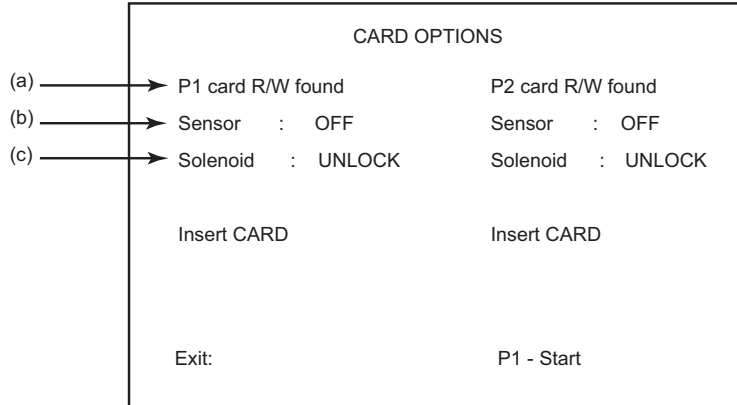 CARD OPTIONS
(a) P1 card R/W found P2 card R/W found
(b) Sensor : OFF Sensor : OFF
(c) Solenoid : UNLOCK Solenoid : UNLOCK
Insert CARD Insert CARD
Exit: P1 - Start